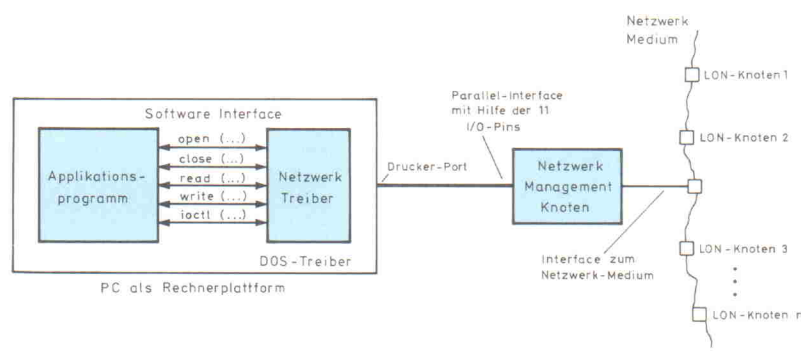 Netzwerk
Medium
LON-Knoten 1
Parallel-Interface
mit Hilfe der 11
I/O-Pins
Software Interface
open (...)
close (...)
read (...)
write (...)
ioctl (...)
Applikations-
programm
Netzwerk
Treiber
Drucker-Port
Netzwerk
Management
Knoten
LON-Knoten 2
DOS-Treiber
PC als Rechnerplattform
Interface zum
Netzwerk-Medium
LON-Knoten 3
LON-Knoten n